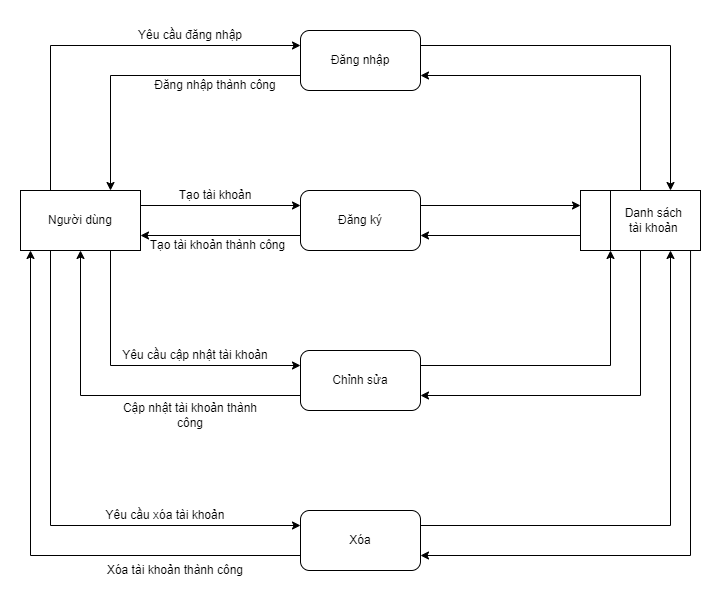 Yêu cầu đăng nhập
Đăng nhập
Đăng nhập thành công
Tạo tài khoản
Người dùng
Đăng ký
Danh sách
tài khoản
Tạo tài khoản thành công
Yêu cầu cập nhật tài khoản
Chỉnh sửa
Cập nhật tài khoản thành
công
Yêu cầu xóa tài khoản
Xóa
Xóa tài khoản thành công